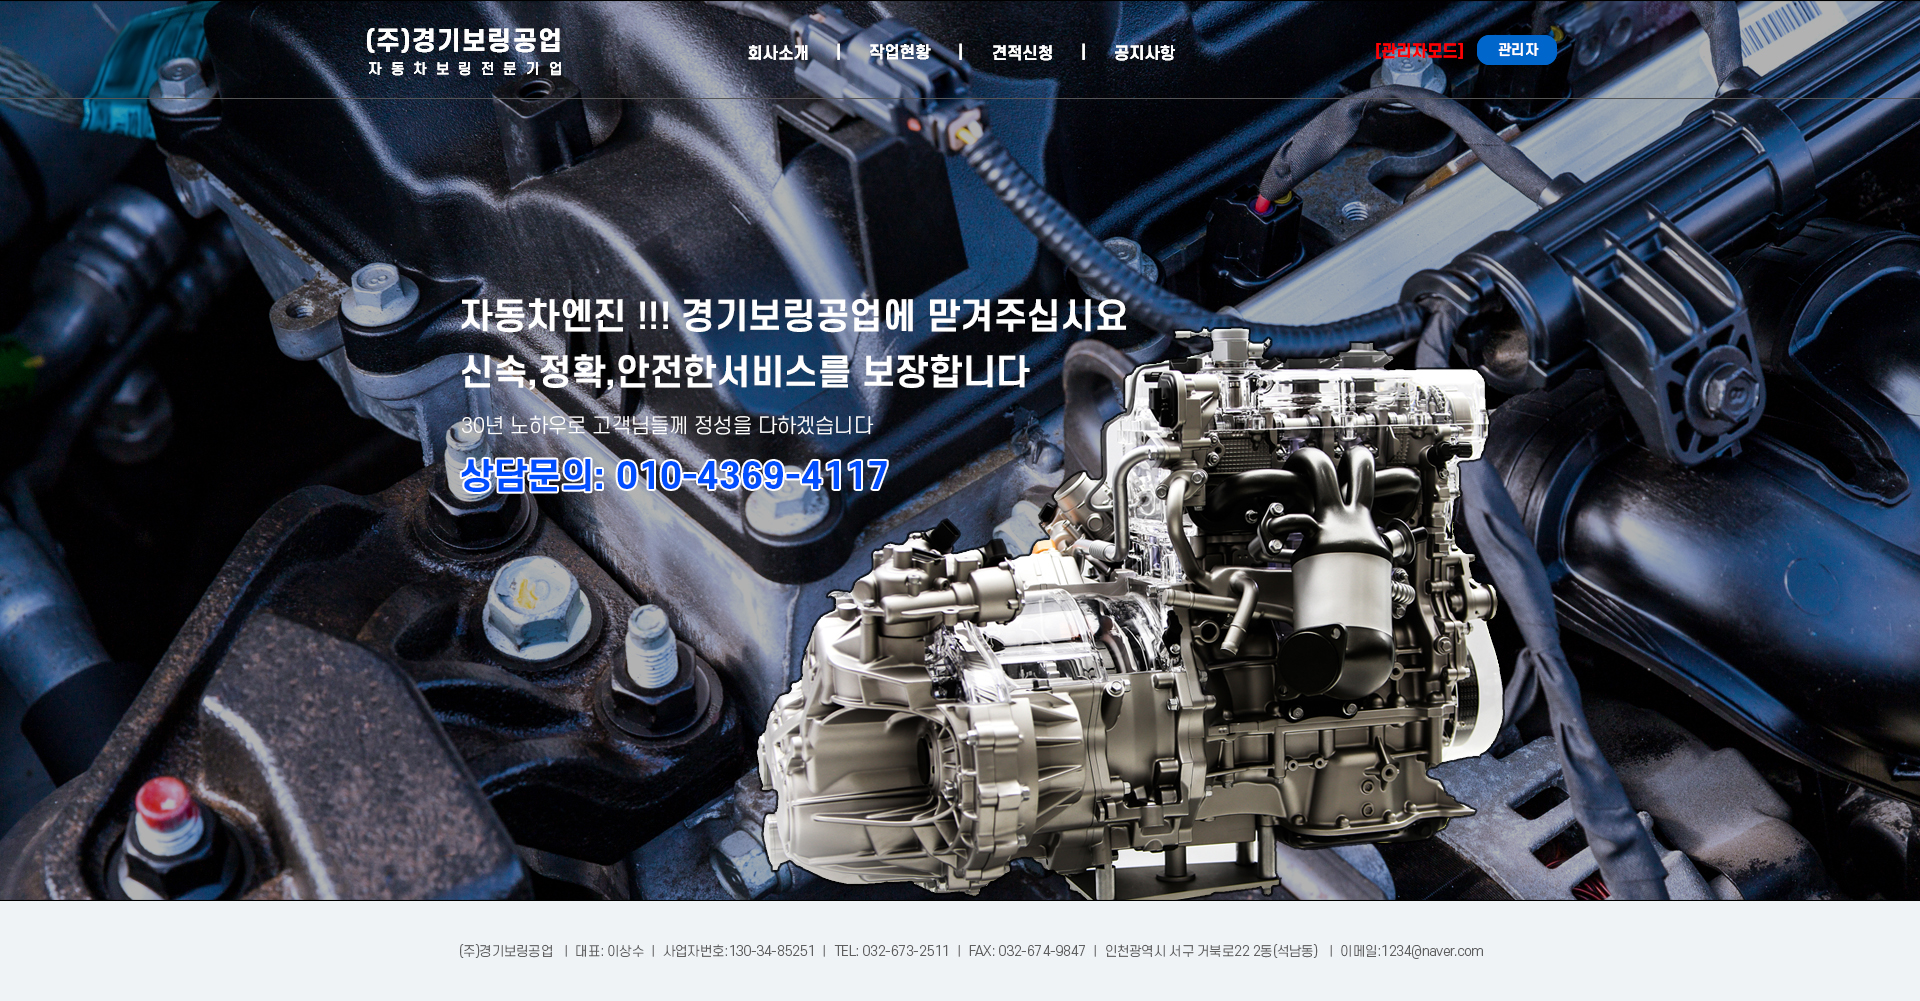 (주)경기보링공업
자동차보링전문기업
회사소개 | 작업현황 | 견적신청 | 공지사항
[관리자모드] 관리자
자동차엔진 !!! 경기보링공업에 맏겨주십시요
신속,정확,안전한서비스를 보장합니다
30년 노하우로 고객님들께 정성을 다하겠습니다
상담문의: 010-4369-4117
(주)경기보링공업 | 대표: 이상수 | 사업자번호:130-34-85251 | TEL: 032-673-2511 | FAX: 032-674-9847 | 인천광역시 서구 거북로22 2동(석남동) | 이메일:1234@naver.com